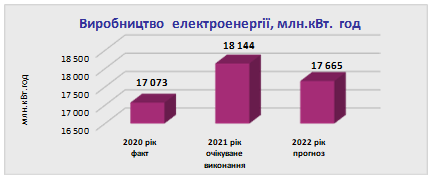 Виробництво електроенергії, млн.кВт. год
млн.кВт.год
18 500
18 000
17 500
17 000
16 500
17 073
18 144
17 665
2020 рік
факт
2021 рік
очікуване
виконання
2022 рік
прогноз